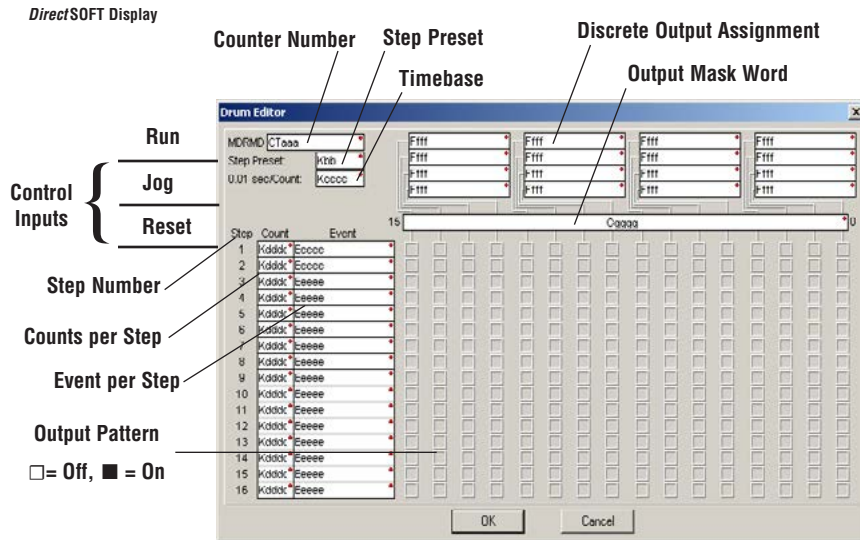 DirectSOFT Display
Counter Number
Step Preset
Discrete Output Assignment
Timebase
Output Mask Word
Drum Editor
Run
MDRMD CTaaa
Ffff Ffff Ffff Ffff
Step Preset: Kbb
Ffff Ffff Ffff Ffff
0.01 sec/Count: Kcccc
Ffff Ffff Ffff Ffff
Ffff Ffff Ffff Ffff
Control Inputs
Jog
Reset
15 Ggggg 0
Step Count Event
1 Kdddd Eeeee
2 Kdddd Eeeee
3 Kdddd Eeeee
4 Kdddd Eeeee
5 Kdddd Eeeee
6 Kdddd Eeeee
7 Kdddd Eeeee
8 Kdddd Eeeee
9 Kdddd Eeeee
10 Kdddd Eeeee
11 Kdddd Eeeee
12 Kdddd Eeeee
13 Kdddd Eeeee
14 Kdddd Eeeee
15 Kdddd Eeeee
16 Kdddd Eeeee
Step Number
Counts per Step
Event per Step
Output Pattern
□= Off, ■ = On
OK Cancel